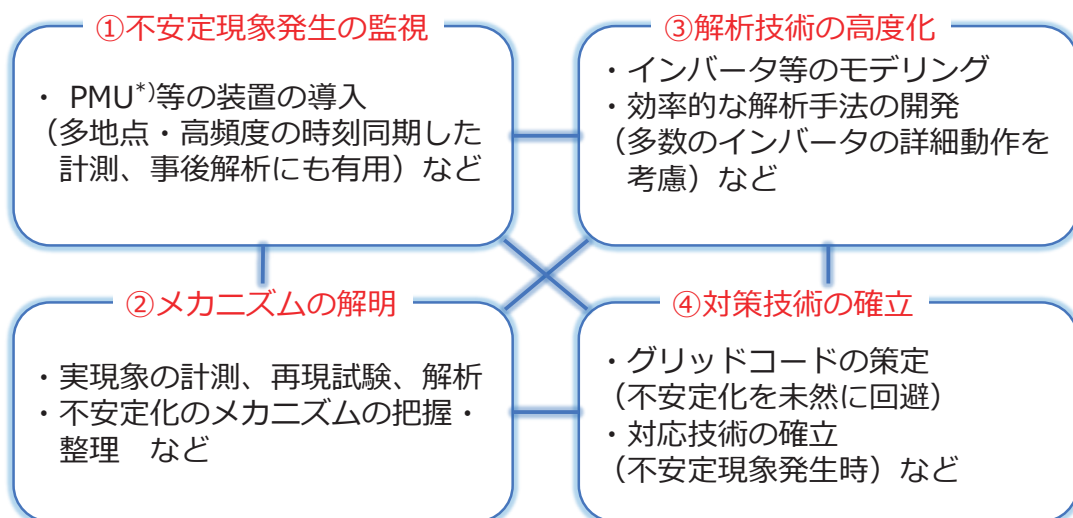 ①不安定現象発生の監視
・ PMU*)等の装置の導入
（多地点・高頻度の時刻同期した
計測、事後解析にも有用）など
③解析技術の高度化
・インバータ等のモデリング
・効率的な解析手法の開発
（多数のインバータの詳細動作を
考慮）など
②メカニズムの解明
・実現象の計測、再現試験、解析
・不安定化のメカニズムの把握・
整理　など
④対策技術の確立
・グリッドコードの策定
（不安定化を未然に回避）
・対応技術の確立
（不安定現象発生時）など